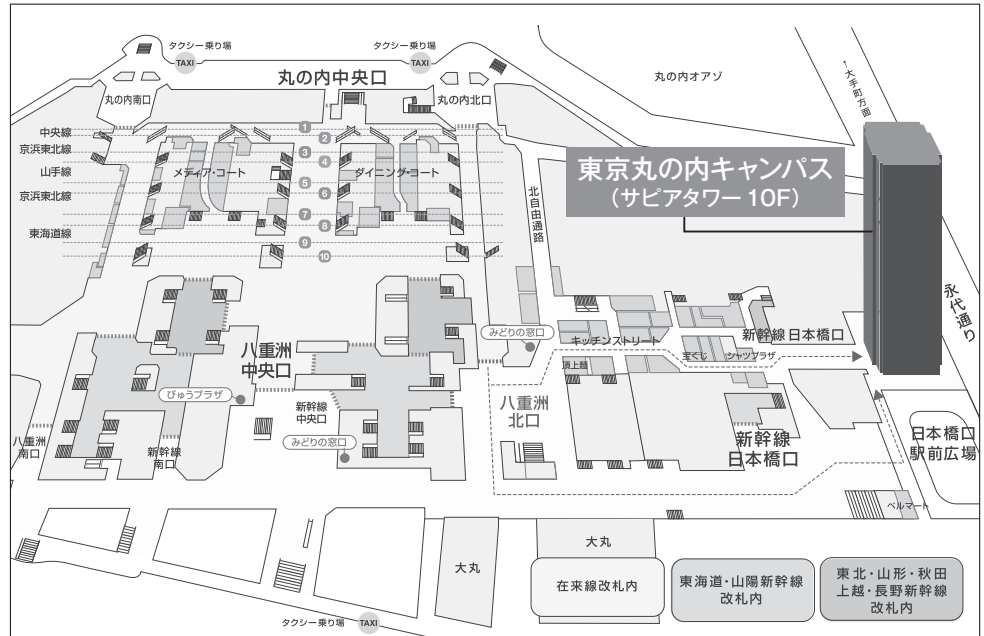 タクシー乗り場
TAXI
タクシー乗り場
TAXI
丸の内中央口
丸の内南口
丸の内北口
丸の内オアゾ
↑大手町方面
中央線
京浜東北線
山手線
京浜東北線
東海道線
1
2
3
4
5
6
7
8
9
10
メディア・コート
ダイニング・コート
北自由通路
東京丸の内キャンパス
(サピアタワー 10F)
永代通り
みどりの窓口
キッチンストリート
新幹線日本橋口
頂上麺
宝くじ
シャツプラザ
八重洲
中央口
びゅうプラザ
新幹線
中央口
みどりの窓口
八重洲
北口
八重洲
南口
新幹線
南口
新幹線
日本橋口
日本橋口
駅前広場
ベルマート
大丸
大丸
タクシー乗り場
TAXI
在来線改札内
東海道・山陽新幹線
改札内
東北・山形・秋田
上越・長野新幹線
改札内